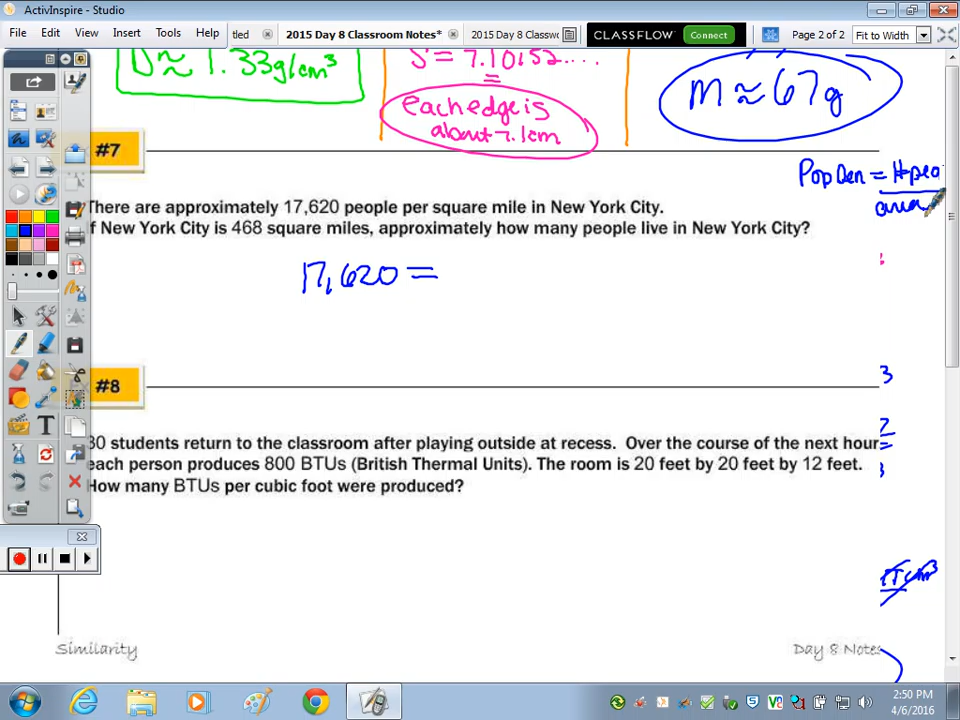 ActivInspire - Studio
File Edit View Insert Tools Help tled 2015 Day 8 Classroom Notes* 2015 Day 8 Classw CLASSFLOW Connect Page 2 of 2 Fit to Width
D ≈ 1.33g/cm³
S = 7.10152....
=
each edge is
about 7.1cm
m ≈ 67g
#7
Pop Den = # peo
area
There are approximately 17,620 people per square mile in New York City.
f New York City is 468 square miles, approximately how many people live in New York City?
17,620 =
#8
3
30 students return to the classroom after playing outside at recess. Over the course of the next hour
each person produces 800 BTUs (British Thermal Units). The room is 20 feet by 20 feet by 12 feet.
How many BTUs per cubic foot were produced?
Similarity
Day 8 Notes
2:50 PM
4/6/2016